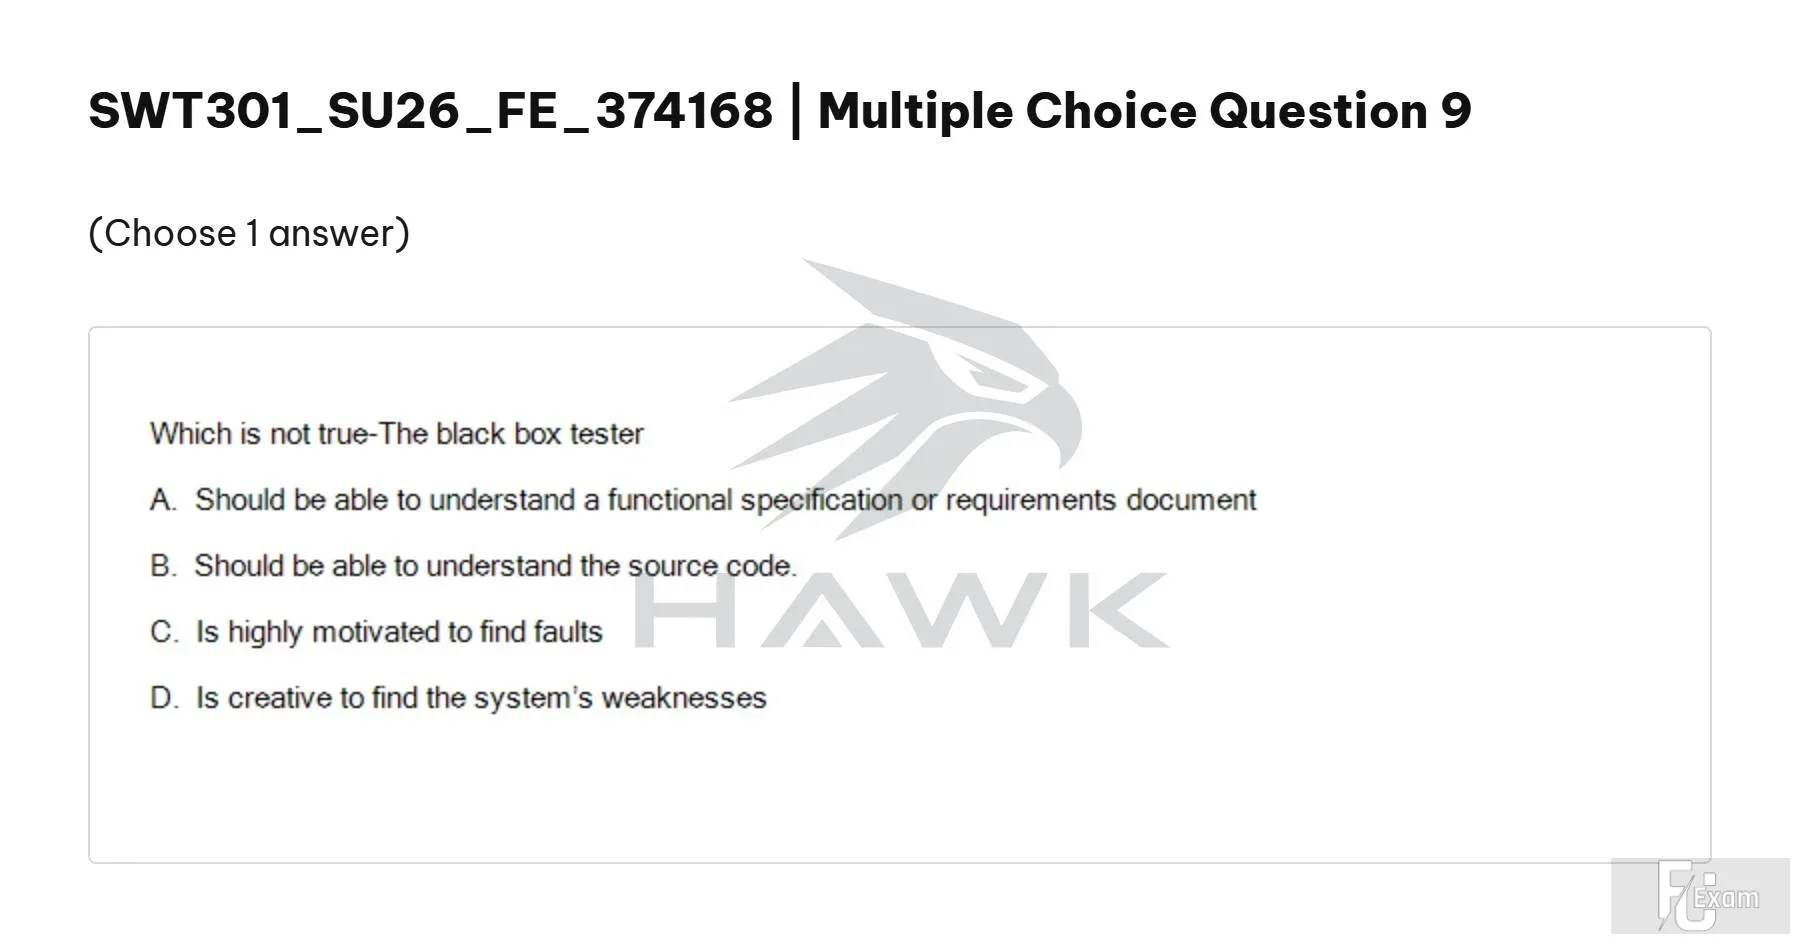 SWT301_SU26_FE_374168 | Multiple Choice Question 9
(Choose 1 answer)
Which is not true-The black box tester
A. Should be able to understand a functional specification or requirements document
B. Should be able to understand the source code.
C. Is highly motivated to find faults
D. Is creative to find the system's weaknesses
HAWK
FU Exam